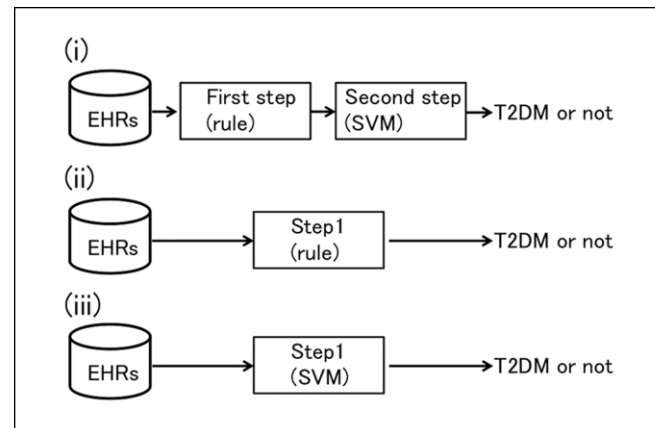 (i)
EHRs
First step
(rule)
Second step
(SVM)
T2DM or not
(ii)
EHRs
Step1
(rule)
T2DM or not
(iii)
EHRs
Step1
(SVM)
T2DM or not